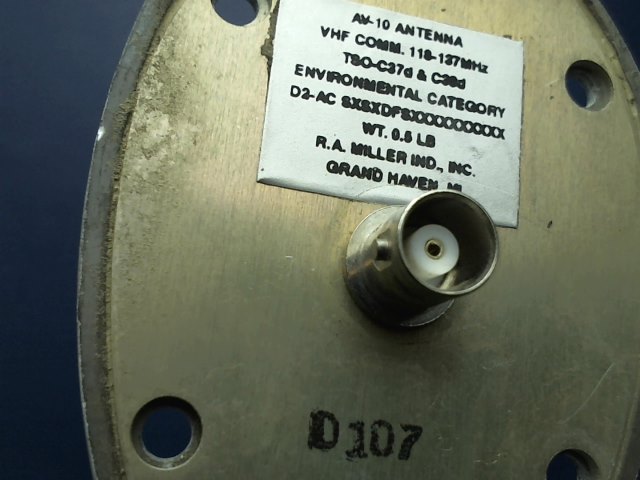 AV-10 ANTENNA
VHF COMM. 118-137MHz
TSO-C37d & C38d
ENVIRONMENTAL CATEGORY
D2-AC SXSXDFSXXXXXXXXXX
WT. 0.5 LB
R.A. MILLER IND., INC.
GRAND HAVEN, MI
D107